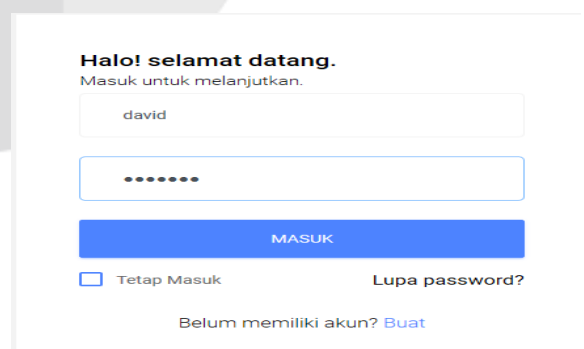 Halo! selamat datang.
Masuk untuk melanjutkan.
david
•••••••
MASUK
Tetap Masuk Lupa password?
Belum memiliki akun? Buat